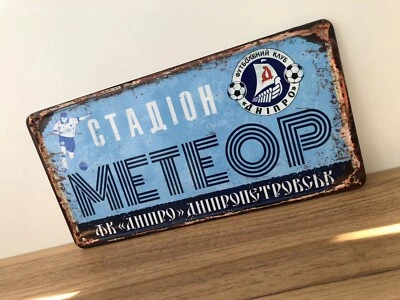 ФУТБОЛЬНИЙ КЛУБ
Д
«ДНІПРО»
СТАДІОН
МЕТЕОР
ФК «ДНІПРО» ДНІПРОПЕТРОВСЬК